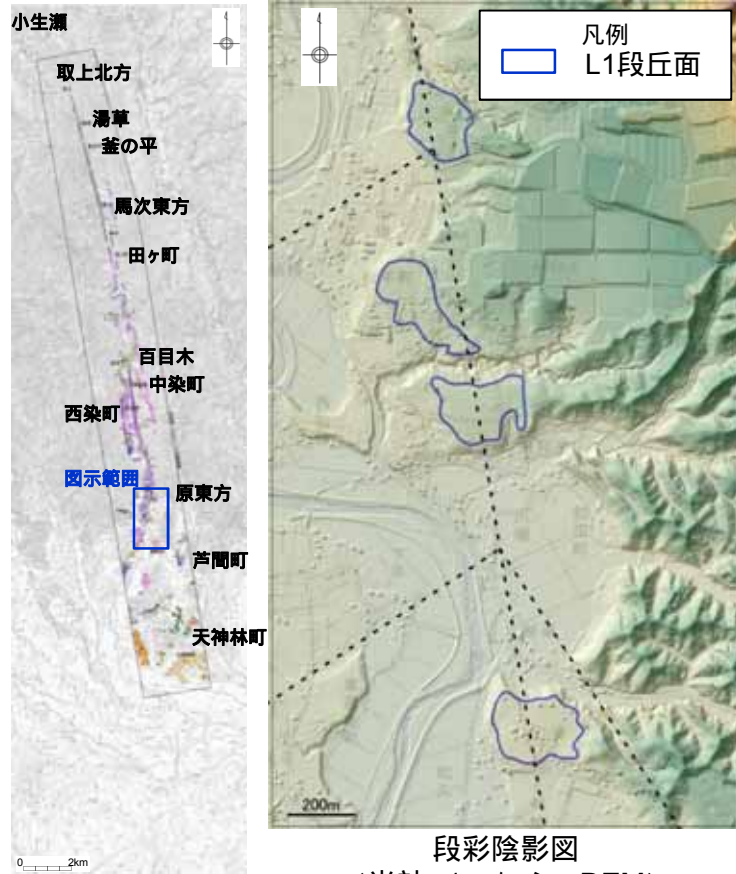 小生瀬
取上北方
湯草
釜の平
馬次東方
田ヶ町
百目木
中染町
西染町
図示範囲
原東方
芦間町
天神林町
0 2km
凡例
L1段丘面
200m
段彩陰影図